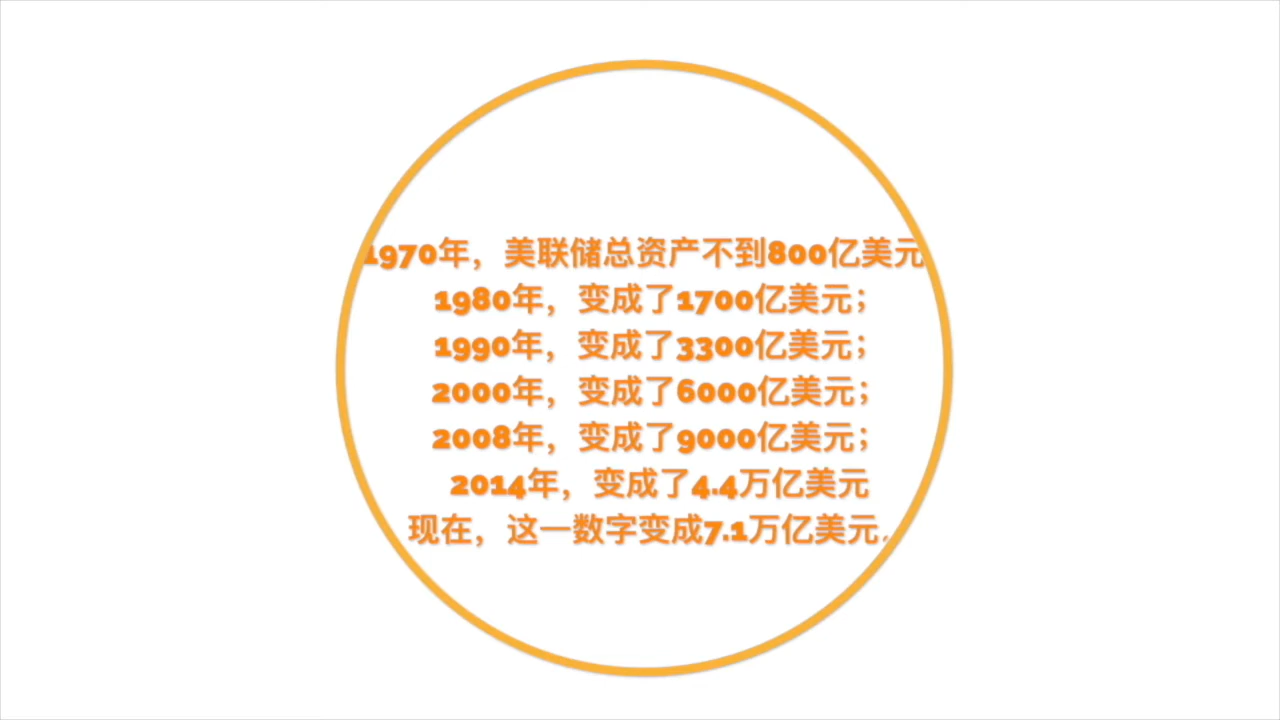 1970年，美联储总资产不到800亿美元
1980年，变成了1700亿美元；
1990年，变成了3300亿美元；
2000年，变成了6000亿美元；
2008年，变成了9000亿美元；
2014年，变成了4.4万亿美元
现在，这一数字变成7.1万亿美元